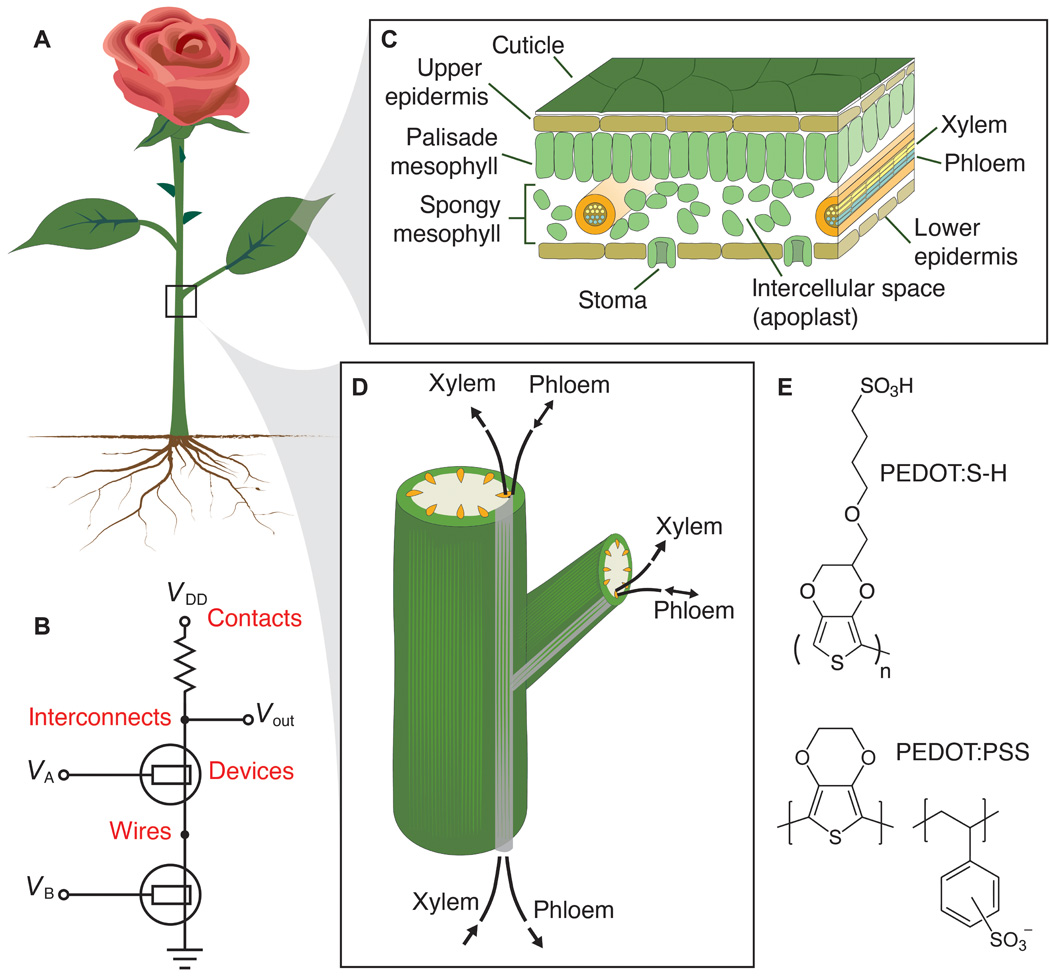 A
C
Cuticle
Upper
epidermis
Palisade
mesophyll
Spongy
mesophyll
Stoma
Xylem
Phloem
Lower
epidermis
Intercellular space
(apoplast)
B
V_DD
Contacts
Interconnects
V_out
V_A
Devices
Wires
V_B
D
Xylem
Phloem
Xylem
Phloem
Xylem
Phloem
E
SO₃H
PEDOT:S-H
O
O
O
S
n
PEDOT:PSS
O
O
S
SO₃⁻